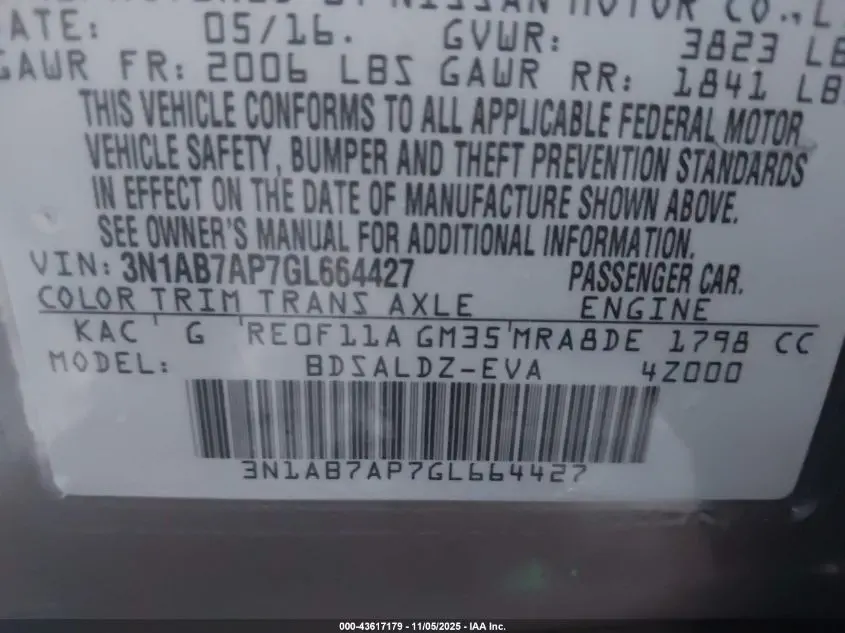 NISSAN MOTOR CO., L
ATE: 05/16. GVWR: 3823 LB
GAWR FR: 2006 LBS GAWR RR: 1841 LB
THIS VEHICLE CONFORMS TO ALL APPLICABLE FEDERAL MOTOR
VEHICLE SAFETY, BUMPER AND THEFT PREVENTION STANDARDS
IN EFFECT ON THE DATE OF MANUFACTURE SHOWN ABOVE.
SEE OWNER'S MANUAL FOR ADDITIONAL INFORMATION.
VIN: 3N1AB7AP7GL664427 PASSENGER CAR.
COLOR TRIM TRANS AXLE ENGINE
KAC G RE0F11A GM35 MRA8DE 1798 CC
MODEL: BDSALDZ-EVA 4Z000
3N1AB7AP7GL664427
000-43617179 - 11/05/2025 - IAA Inc.